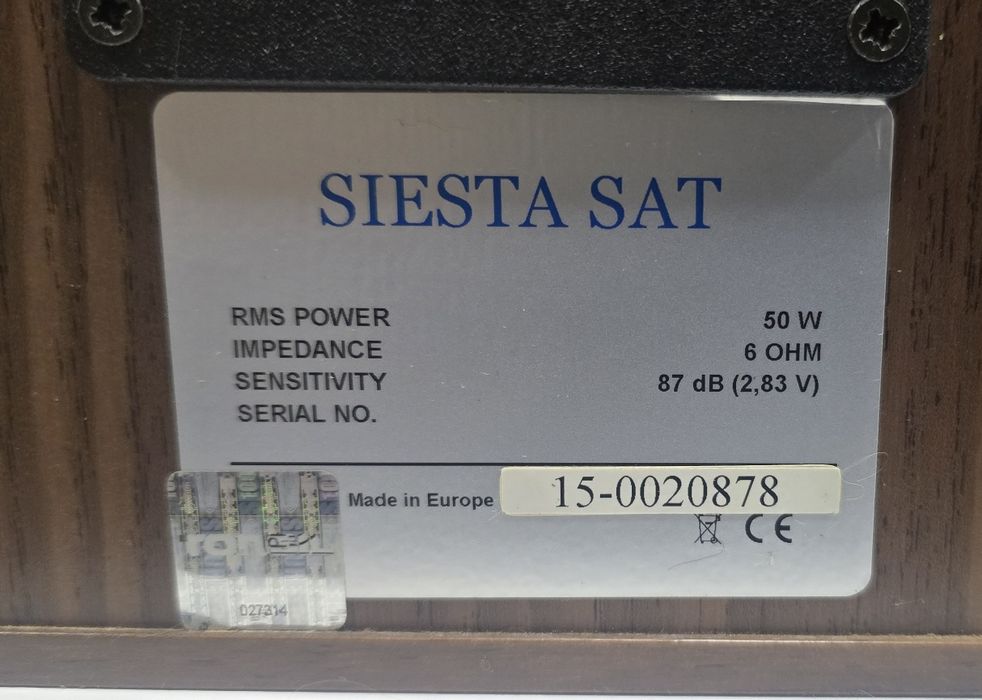 SIESTA SAT
RMS POWER 50 W
IMPEDANCE 6 OHM
SENSITIVITY 87 dB (2,83 V)
SERIAL NO.
Made in Europe 15-0020878
CE
027314